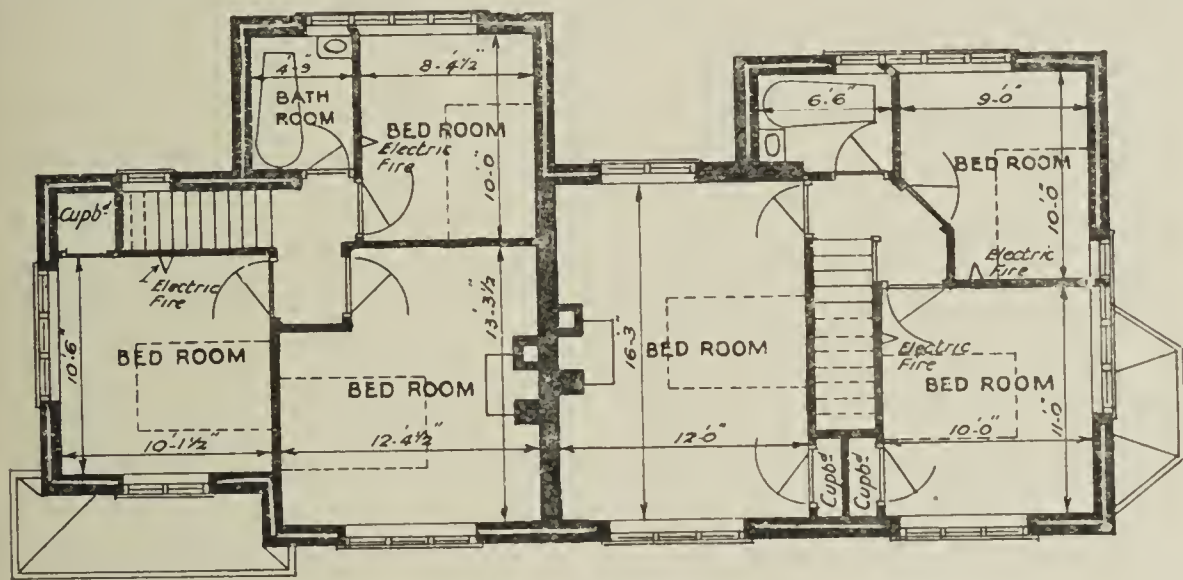 4'·9"
BATH
ROOM
8·4½"
BED ROOM
Electric
Fire
10·0"
6'·6"
9·0"
BED ROOM
10·0"
Electric
Fire
Cupbd
Electric
Fire
BED ROOM
10·6"
10'·1½"
BED ROOM
13·3½"
12·4½"
BED ROOM
16·3"
12·0"
Cupbd
Cupbd
Electric
Fire
BED ROOM
10·0"
11·0"